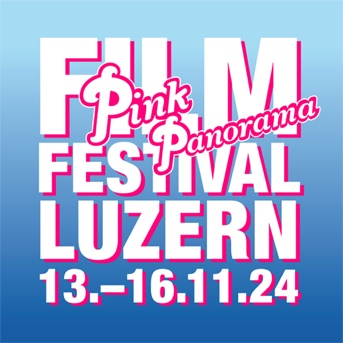 FILM
Pink
Panorama
FESTIVAL
LUZERN
13.–16.11.24